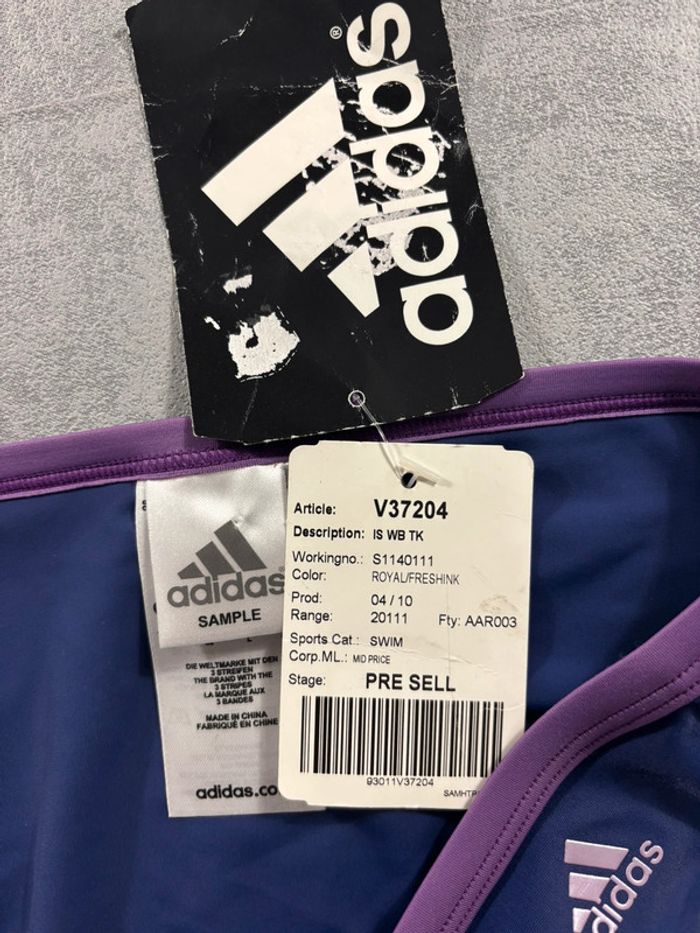 adidas®
Article: V37204
Description: IS WB TK
Workingno.: S1140111
Color: ROYAL/FRESHINK
Prod: 04 / 10
Range: 20111 Fty: AAR003
Sports Cat.: SWIM
Corp.ML.: MID PRICE
Stage: PRE SELL
93011V37204
adidas
SAMPLE
DIE WELTMARKE MIT DEN
3 STREIFEN
THE BRAND WITH THE
3 STRIPES
LA MARQUE AUX
3 BANDES
MADE IN CHINA
FABRIQUÉ EN CHINE
adidas.co
adidas